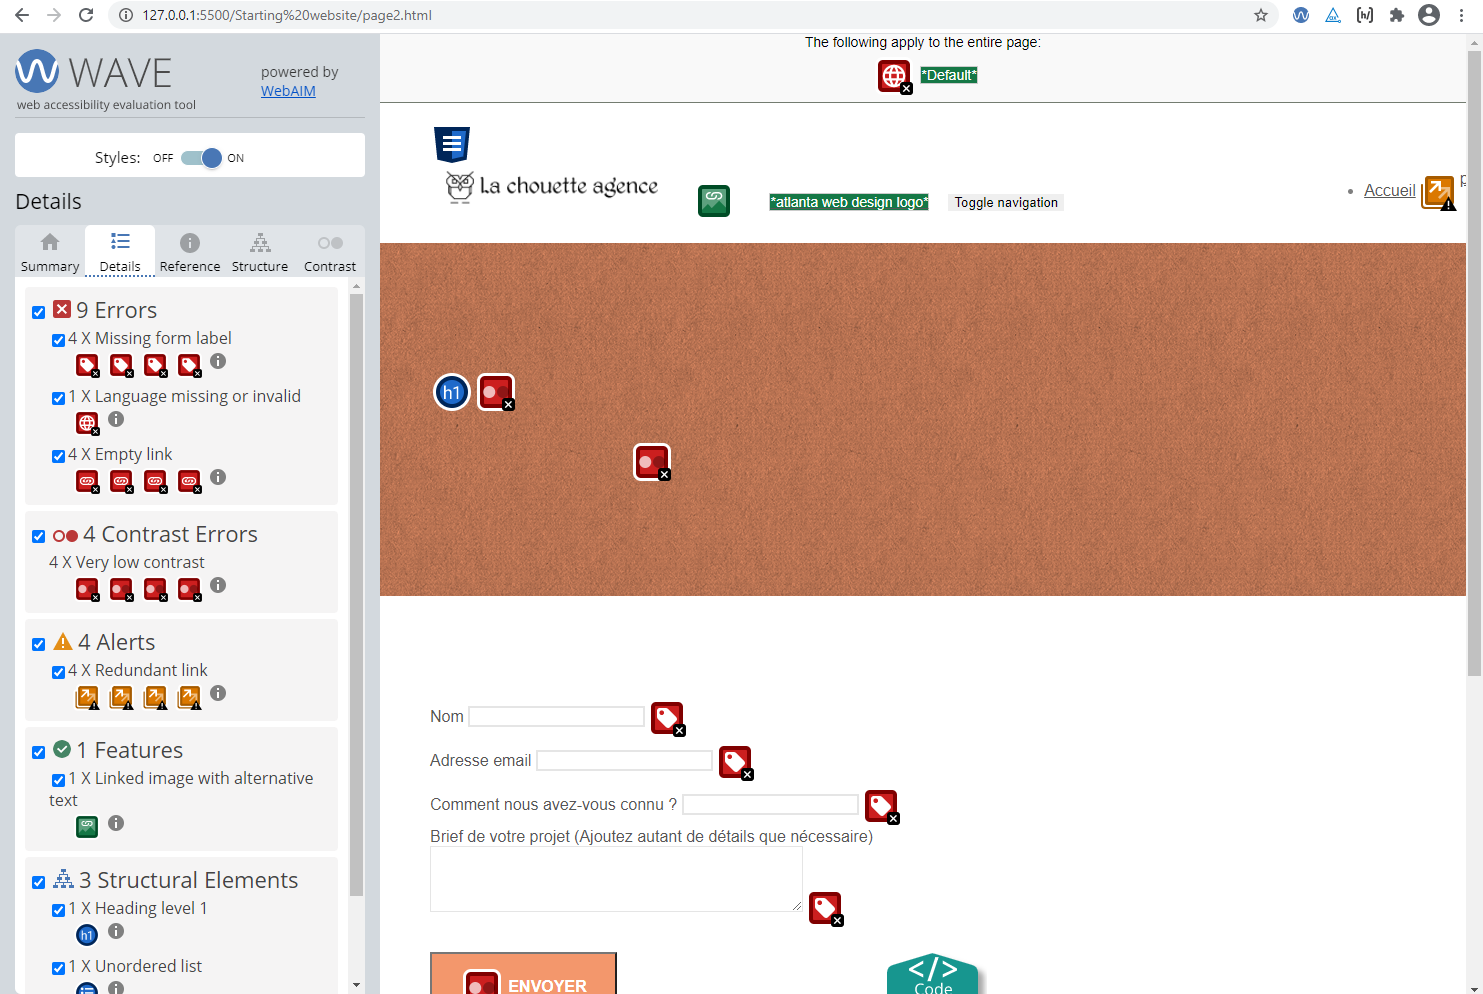 127.0.0.1:5500/Starting%20website/page2.html
WAVE
web accessibility evaluation tool
powered by
WebAIM
Styles: OFF ON
Details
Summary Details Reference Structure Contrast
9 Errors
4 X Missing form label
1 X Language missing or invalid
4 X Empty link
4 Contrast Errors
4 X Very low contrast
4 Alerts
4 X Redundant link
1 Features
1 X Linked image with alternative
text
3 Structural Elements
1 X Heading level 1
h1
1 X Unordered list
The following apply to the entire page:
*Default*
La chouette agence
*atlanta web design logo*
Toggle navigation
Accueil
h1
Nom
Adresse email
Comment nous avez-vous connu ?
Brief de votre projet (Ajoutez autant de détails que nécessaire)
ENVOYER
</>
Code